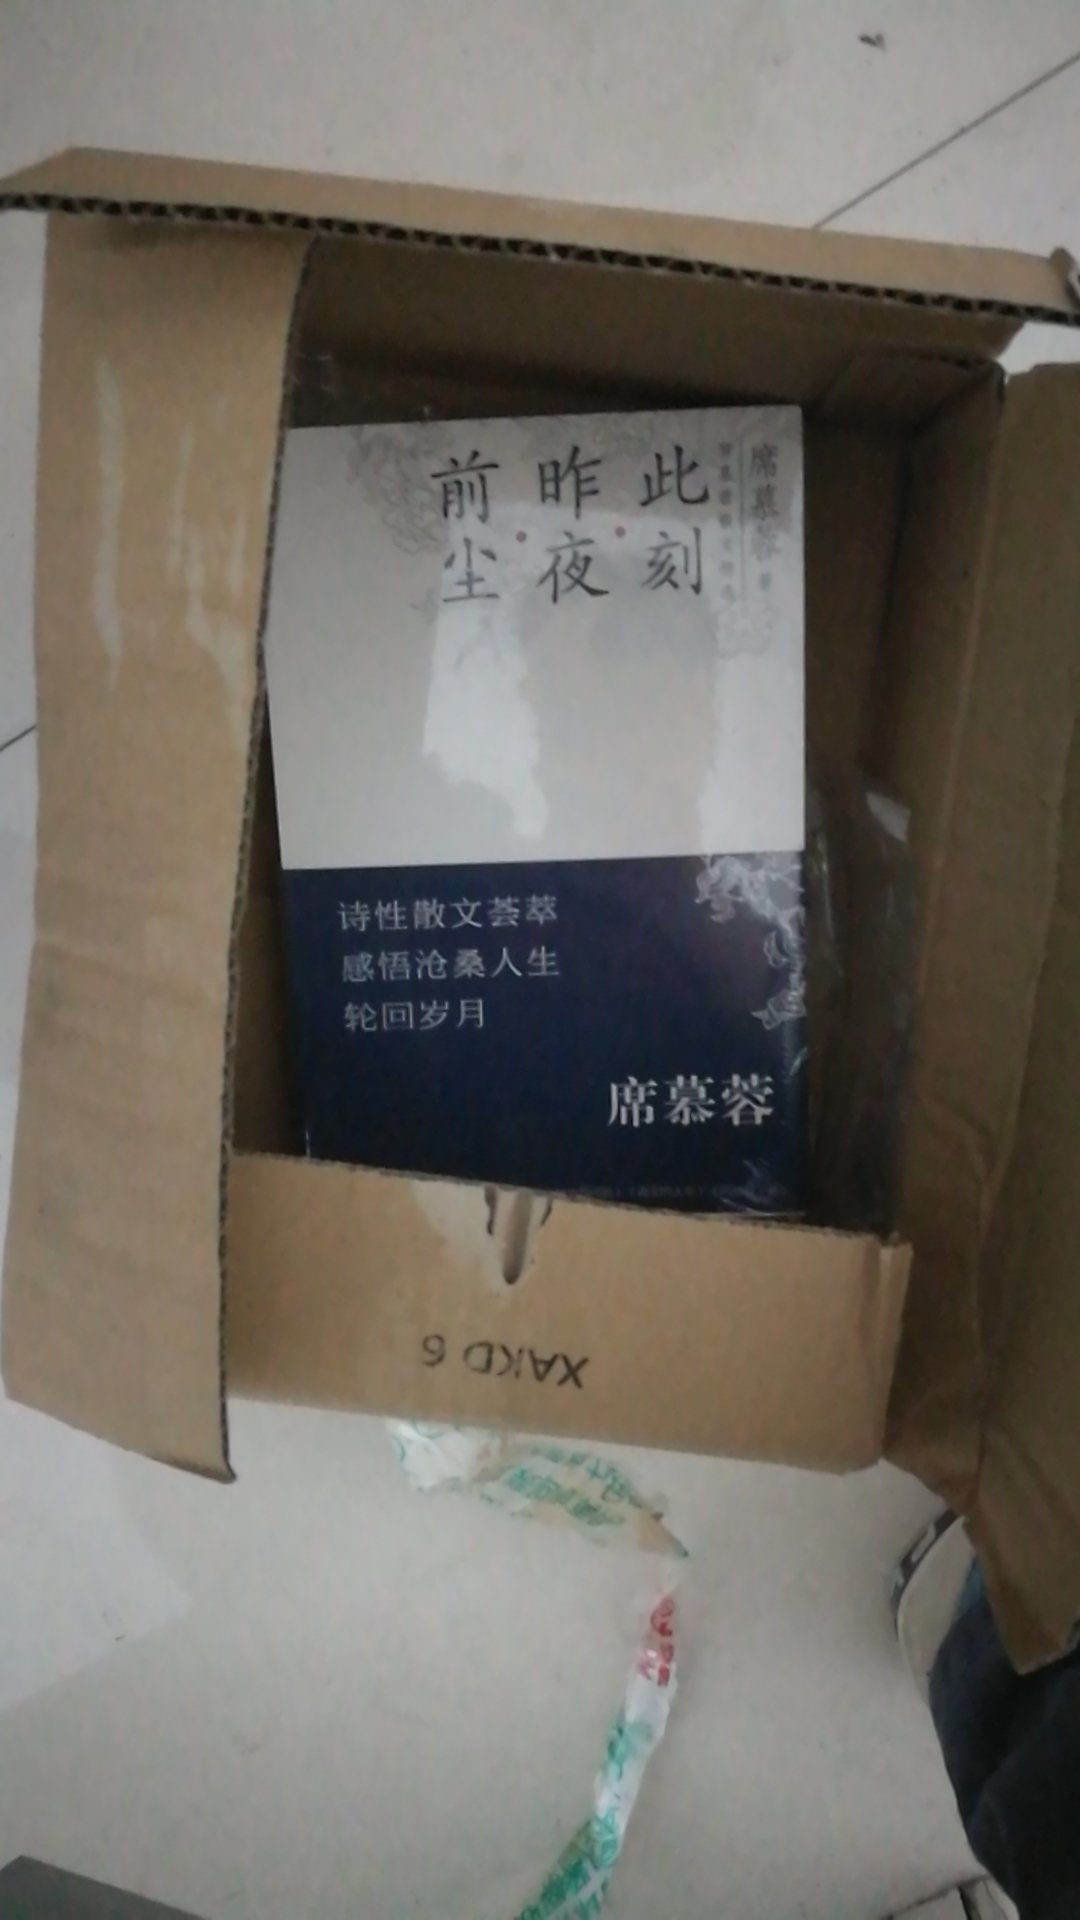 前尘·昨夜·此刻
席慕蓉 著
诗性散文荟萃
感悟沧桑人生
轮回岁月
席慕蓉
XAKD 6